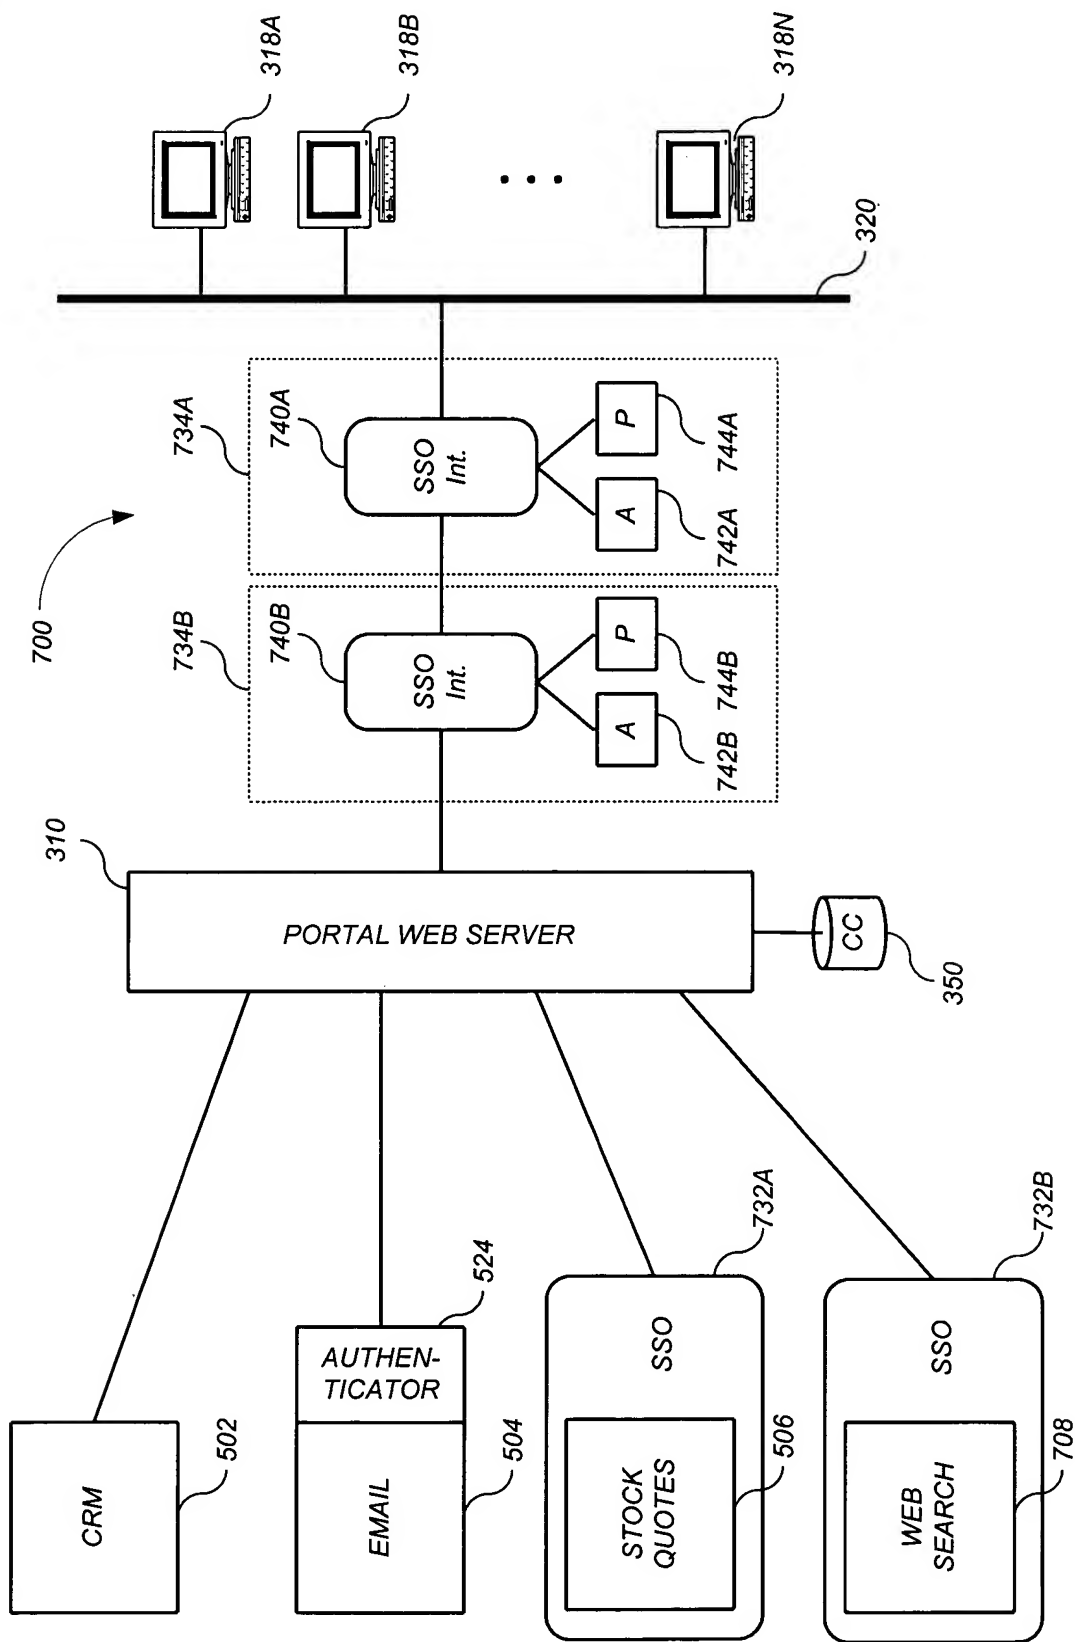 700
318A
318B
318N
320
734A
740A
SSO
Int.
A
P
742A
744A
734B
740B
SSO
Int.
A
P
742B
744B
310
PORTAL WEB SERVER
CC
350
CRM
502
EMAIL
AUTHEN-
TICATOR
524
504
STOCK
QUOTES
SSO
732A
506
WEB
SEARCH
SSO
732B
708